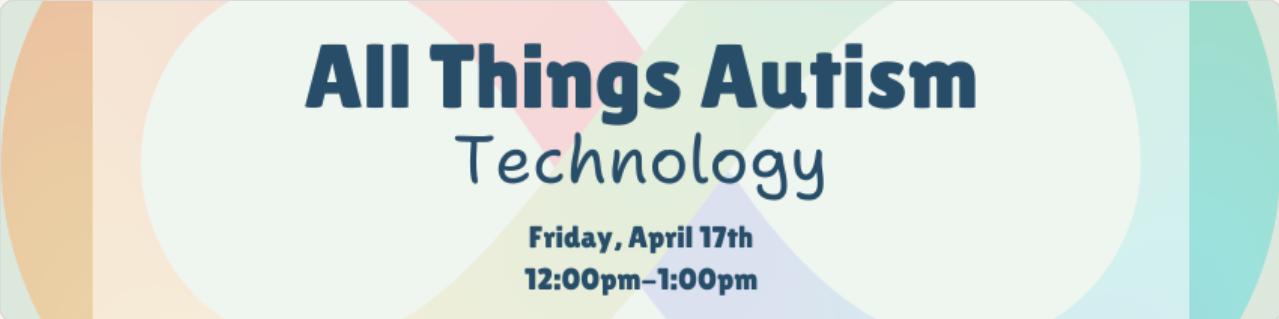 All Things Autism
Technology
Friday, April 17th
12:00pm-1:00pm